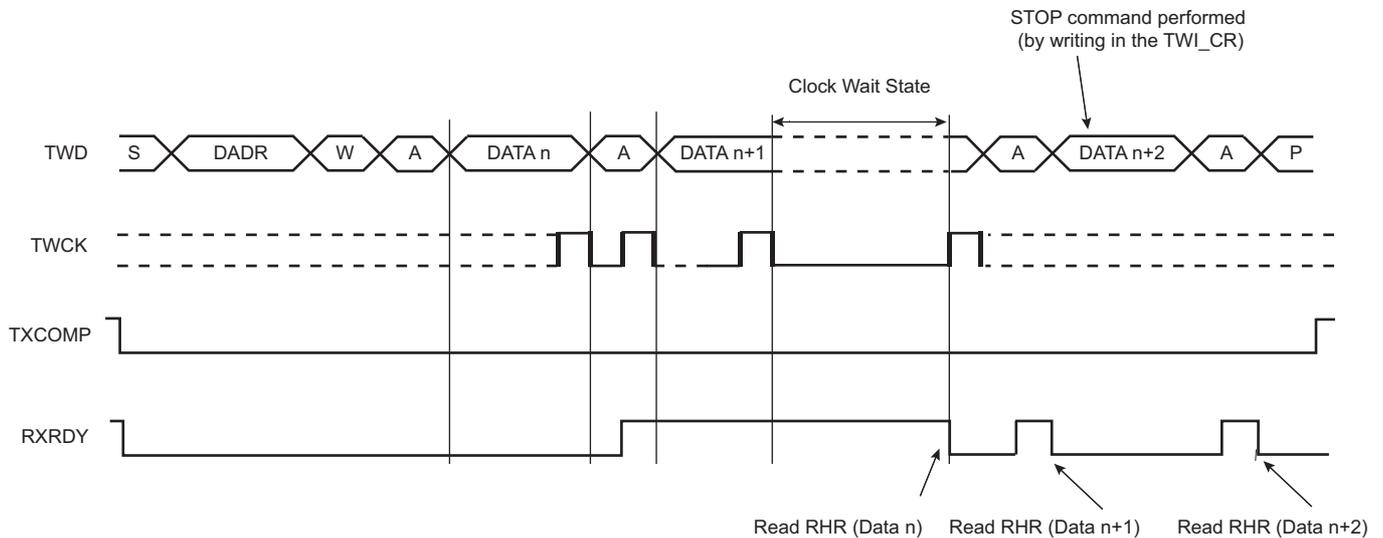 STOP command performed
(by writing in the TWI_CR)
Clock Wait State
TWD S DADR W A DATA n A DATA n+1 A DATA n+2 A P
TWCK
TXCOMP
RXRDY
Read RHR (Data n) Read RHR (Data n+1) Read RHR (Data n+2)